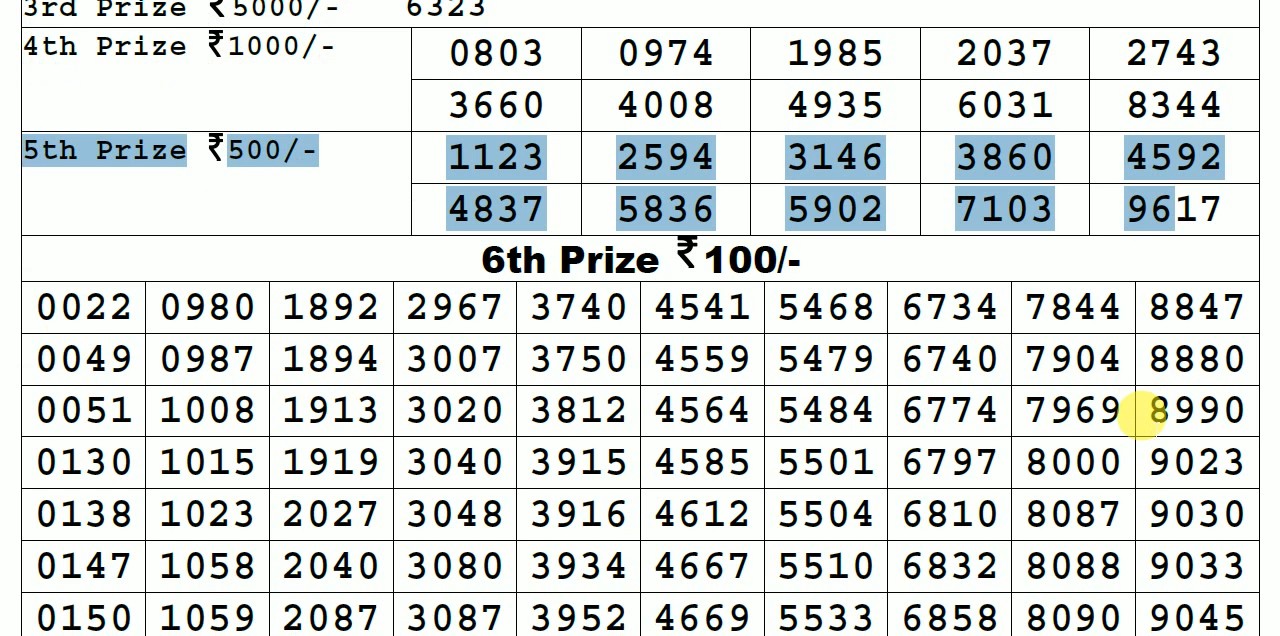 3rd Prize ₹5000/- 6323
4th Prize ₹1000/- 0803 0974 1985 2037 2743
3660 4008 4935 6031 8344
5th Prize ₹500/- 1123 2594 3146 3860 4592
4837 5836 5902 7103 9617
6th Prize ₹100/-
0022 0980 1892 2967 3740 4541 5468 6734 7844 8847
0049 0987 1894 3007 3750 4559 5479 6740 7904 8880
0051 1008 1913 3020 3812 4564 5484 6774 7969 8990
0130 1015 1919 3040 3915 4585 5501 6797 8000 9023
0138 1023 2027 3048 3916 4612 5504 6810 8087 9030
0147 1058 2040 3080 3934 4667 5510 6832 8088 9033
0150 1059 2087 3087 3952 4669 5533 6858 8090 9045